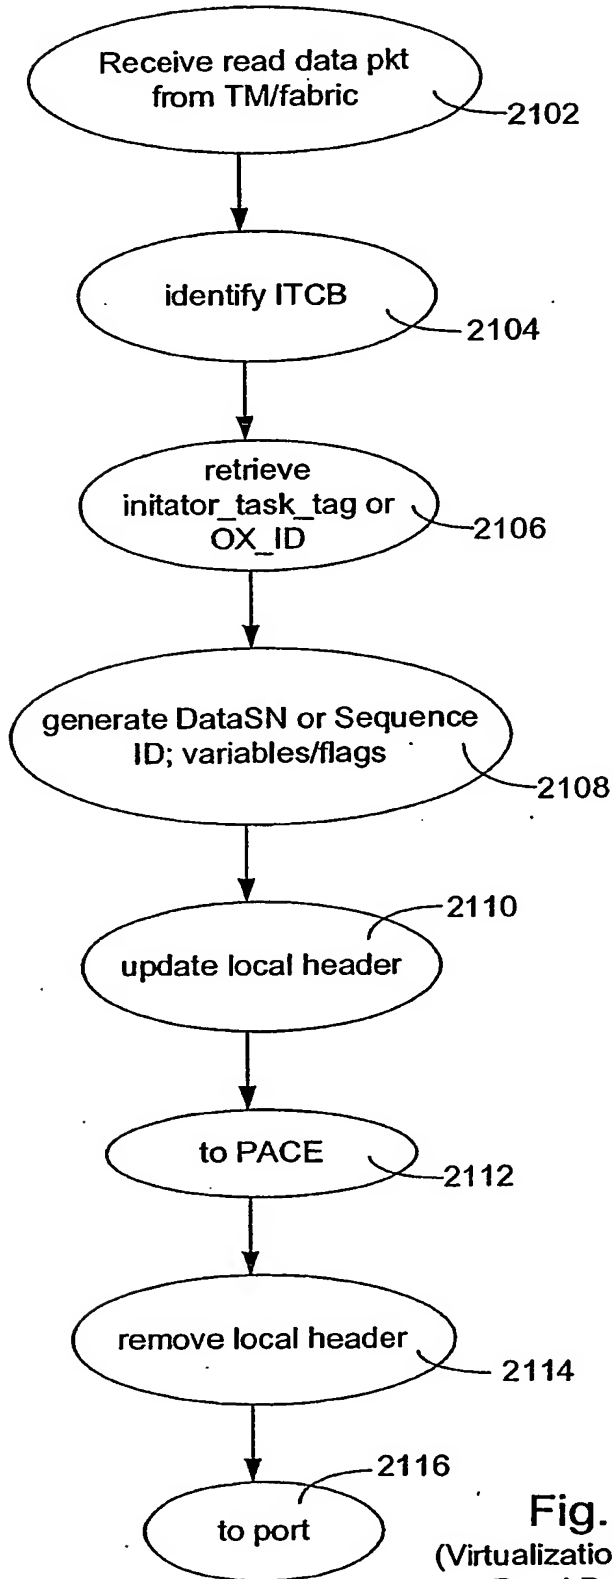 Receive read data pkt
from TM/fabric
2102
identify ITCB
2104
retrieve
initator_task_tag or
OX_ID
2106
generate DataSN or Sequence
ID; variables/flags
2108
2110
update local header
to PACE
2112
remove local header
2114
2116
to port
Fig.
(Virtualizatio